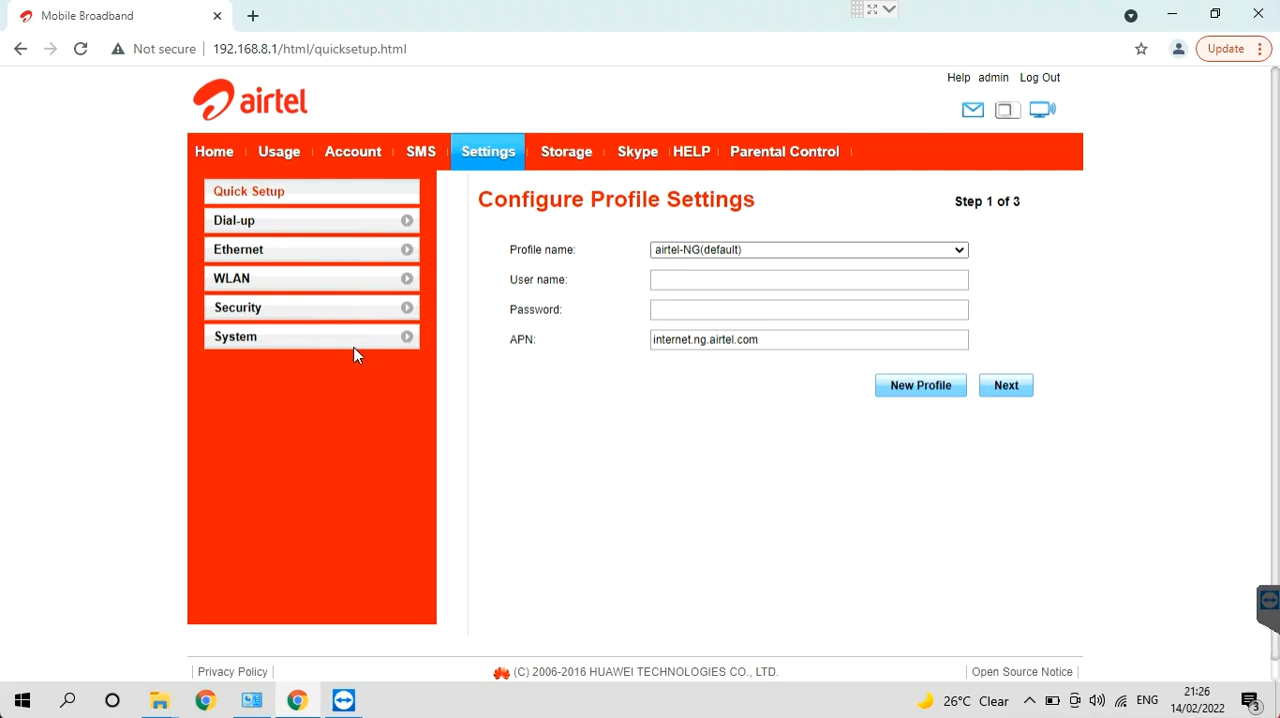 Mobile Broadband
Not secure 192.168.8.1/html/quicksetup.html
Update
Help admin Log Out
airtel
Home Usage Account SMS Settings Storage Skype HELP Parental Control
Quick Setup
Dial-up
Ethernet
WLAN
Security
System
Configure Profile Settings
Step 1 of 3
Profile name: airtel-NG(default)
User name:
Password:
APN: internet.ng.airtel.com
New Profile Next
Privacy Policy (C) 2006-2016 HUAWEI TECHNOLOGIES CO., LTD. Open Source Notice
26°C Clear ENG 21:26
14/02/2022
3